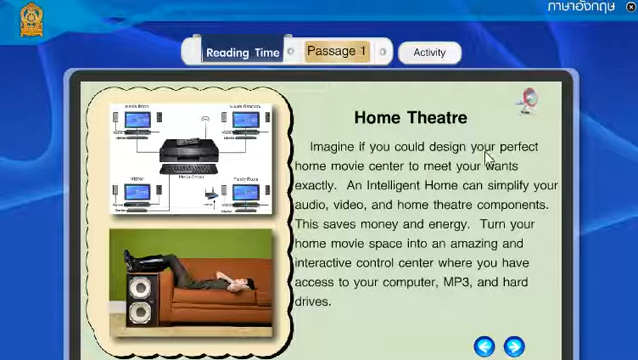 ภาษาอังกฤษ
Reading Time
Passage 1
Activity
Home Theatre
Imagine if you could design your perfect
home movie center to meet your wants
exactly. An Intelligent Home can simplify your
audio, video, and home theatre components.
This saves money and energy. Turn your
home movie space into an amazing and
interactive control center where you have
access to your computer, MP3, and hard
drives.